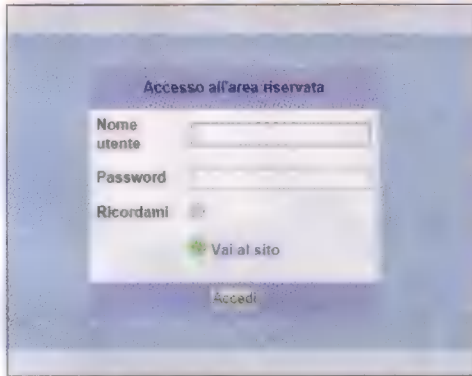 Accesso all'area riservata
Nome
utente
Password
Ricordami
Vai al sito
Accedi